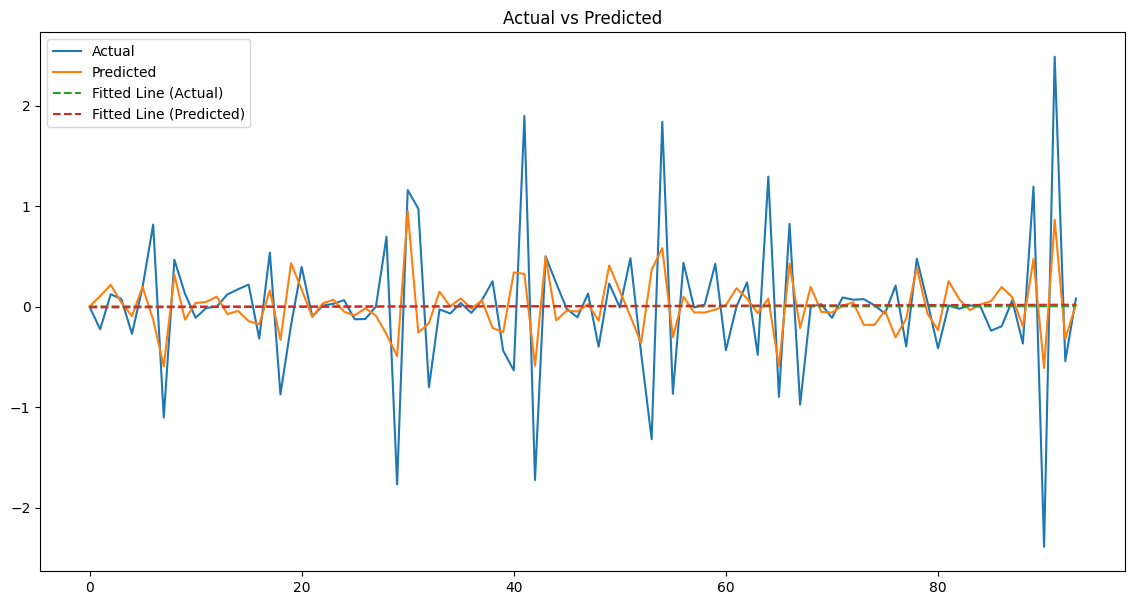 Actual vs Predicted
Actual
Predicted
Fitted Line (Actual)
Fitted Line (Predicted)
2
1
0
−1
−2
0 20 40 60 80